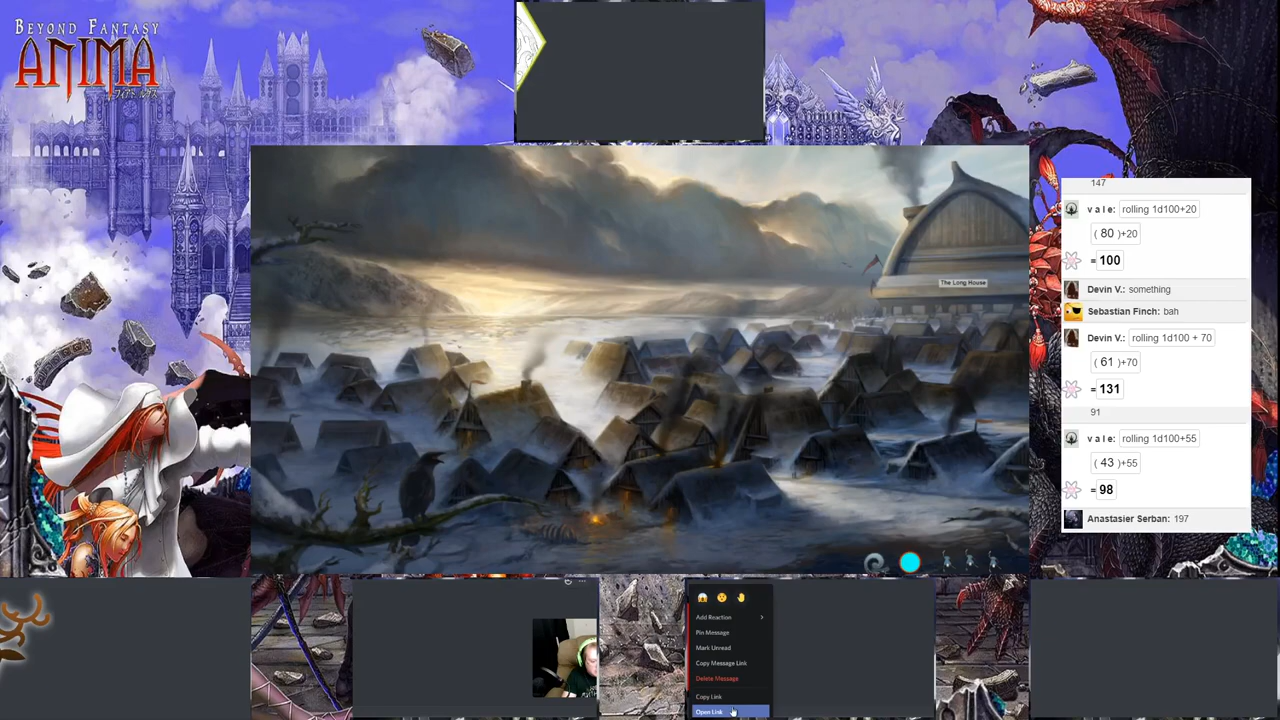 BEYOND FANTASY
ANIMA
The Long House
147
vale: rolling 1d100+20
( 80 )+20
= 100
Devin V.: something
Sebastian Finch: bah
Devin V.: rolling 1d100 + 70
( 61 )+70
= 131
91
vale: rolling 1d100+55
( 43 )+55
= 98
Anastasier Serban: 197
Add Reaction
Pin Message
Mark Unread
Copy Message Link
Delete Message
Copy Link
Open Link